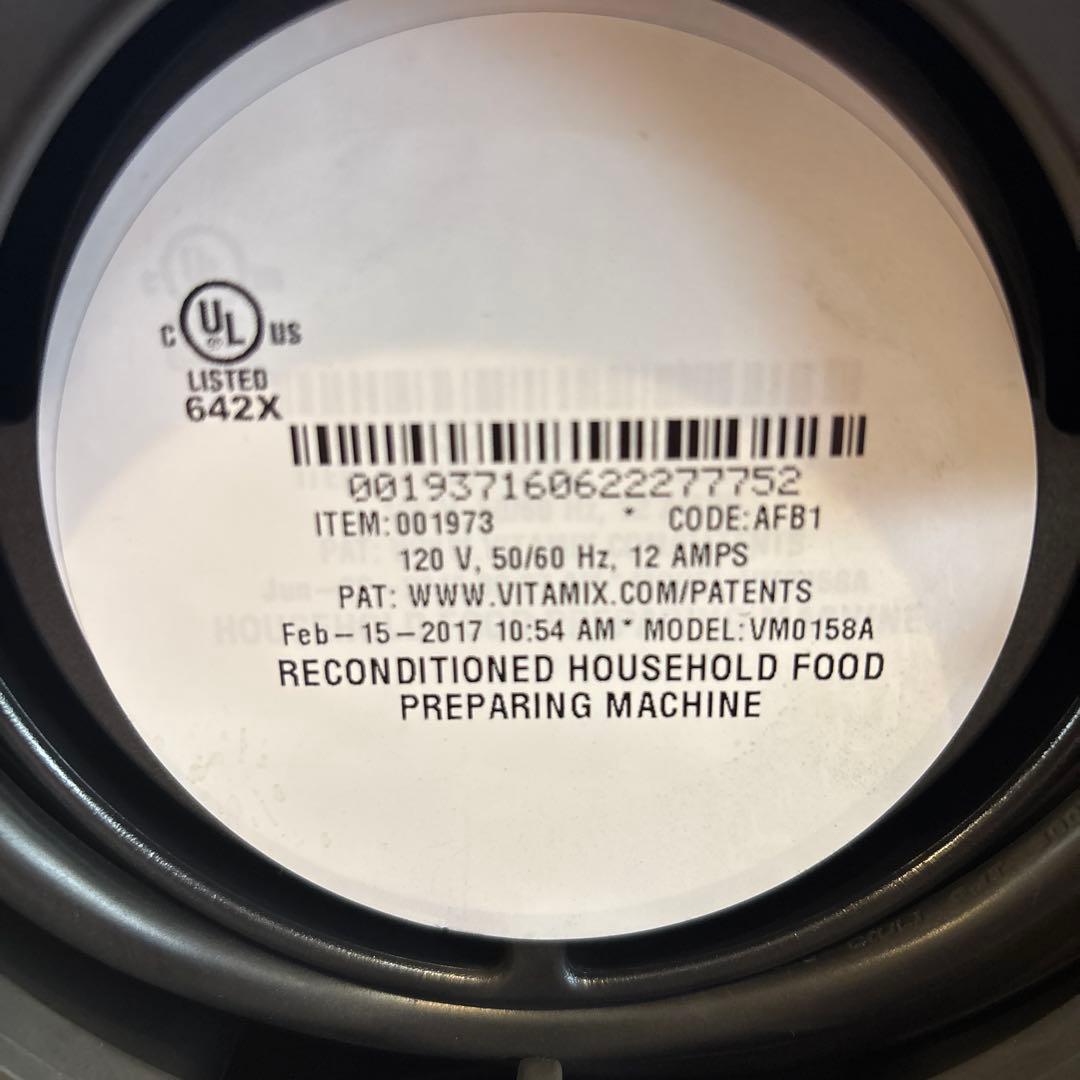 C UL US
LISTED
642X
001937160622277752
ITEM:001973 * CODE:AFB1
120 V, 50/60 Hz, 12 AMPS
PAT: WWW.VITAMIX.COM/PATENTS
Feb-15-2017 10:54 AM* MODEL:VM0158A
RECONDITIONED HOUSEHOLD FOOD
PREPARING MACHINE